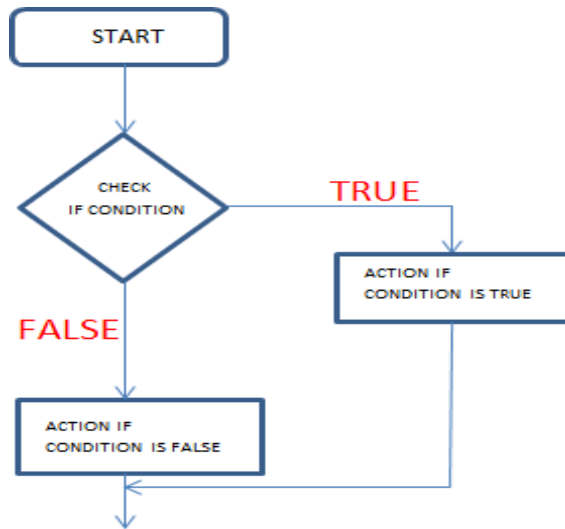 START
CHECK
IF CONDITION
TRUE
ACTION IF
CONDITION IS TRUE
FALSE
ACTION IF
CONDITION IS FALSE